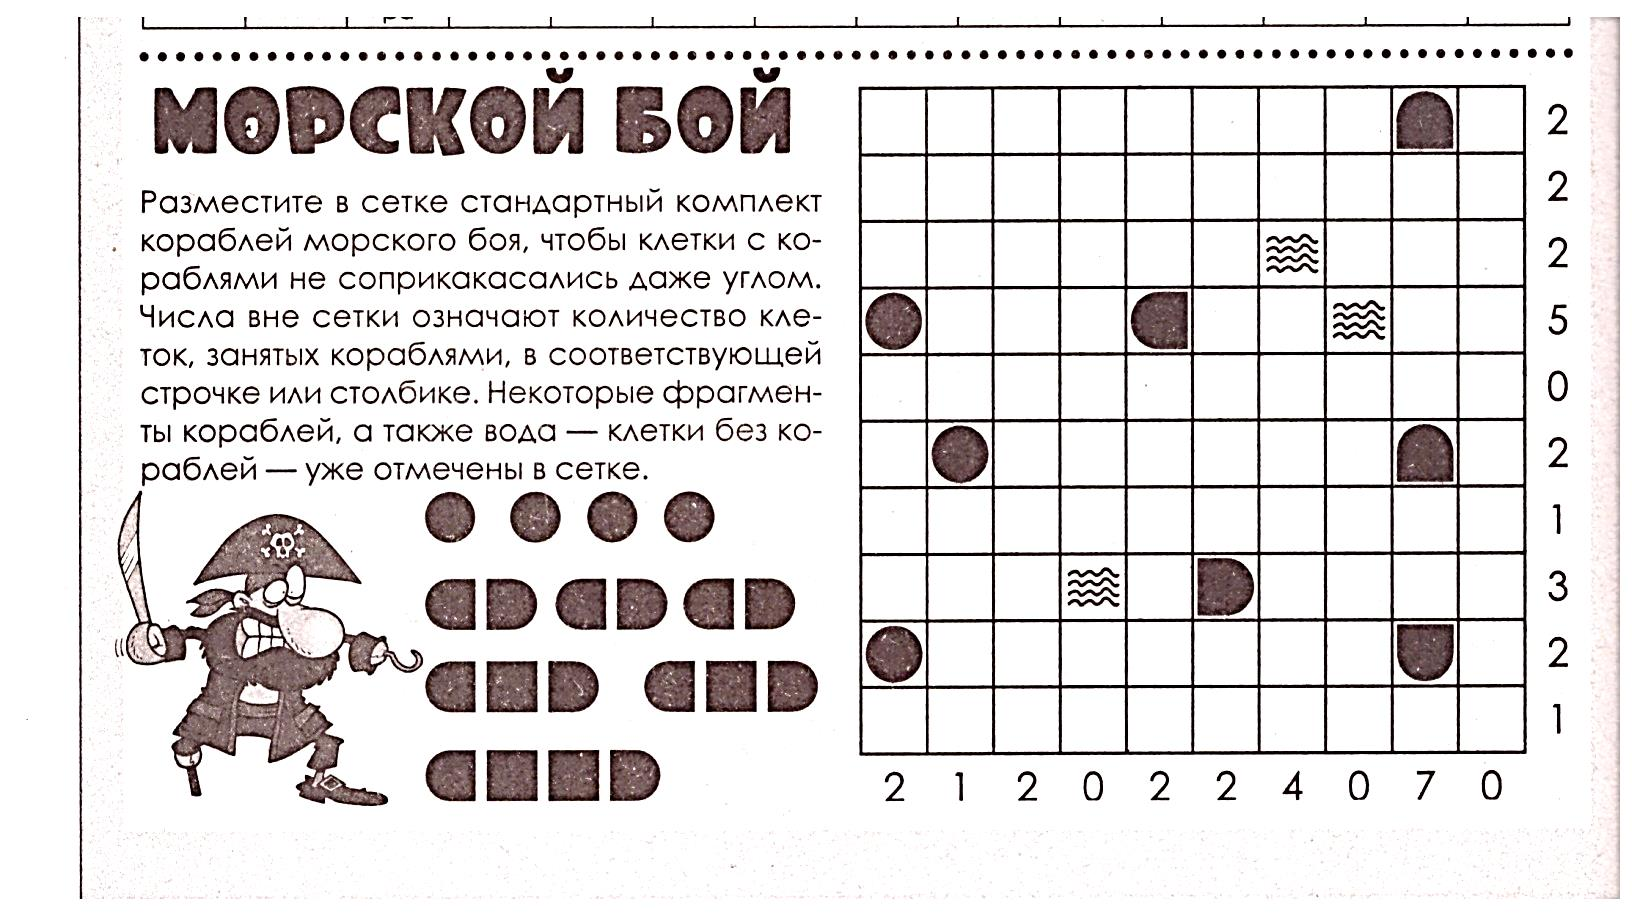 МОРСКОЙ БОЙ
Разместите в сетке стандартный комплект
кораблей морского боя, чтобы клетки с ко-
раблями не соприкакасались даже углом.
Числа вне сетки означают количество кле-
ток, занятых кораблями, в соответствующей
строчке или столбике. Некоторые фрагмен-
ты кораблей, а также вода — клетки без ко-
раблей — уже отмечены в сетке.
2
2
2
5
0
2
1
3
2
1
2 1 2 0 2 2 4 0 7 0